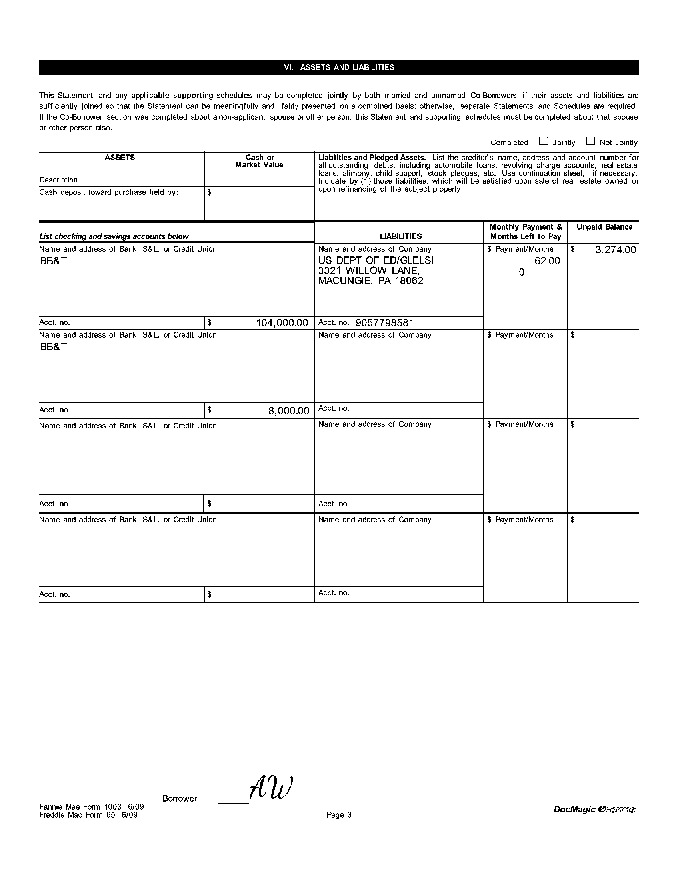 VI. ASSETS AND LIABILITIES
This Statement and any applicable supporting schedules may be completed jointly by both married and unmarried Co-Borrowers if their assets and liabilities are
sufficiently joined so that the Statement can be meaningfully and fairly presented on a combined basis; otherwise, separate Statements and Schedules are required.
If the Co-Borrower section was completed about a non-applicant spouse or other person, this Statement and supporting schedules must be completed about that spouse
or other person also.
Completed Jointly Not Jointly
ASSETS
Description
Cash or
Market Value
Liabilities and Pledged Assets. List the creditor's name, address and account number for
all outstanding debts, including automobile loans, revolving charge accounts, real estate
loans, alimony, child support, stock pledges, etc. Use continuation sheet, if necessary.
Indicate by (*) those liabilities, which will be satisfied upon sale of real estate owned or
upon refinancing of the subject property.
Cash deposit toward purchase held by: $
List checking and savings accounts below
LIABILITIES
Monthly Payment &
Months Left To Pay
Unpaid Balance
Name and address of Bank, S&L, or Credit Union
BB&T
Name and address of Company
US DEPT OF ED/GLELSI
3021 WILLOW LANE,
MACUNGIE, PA 18062
$ Payment/Months
62.00
$ 3,274.00
Acct. no. $ 104,000.00
Acct. no.
Name and address of Bank, S&L, or Credit Union
BB&T
Name and address of Company
$ Payment/Months
$
Acct. no. $ 8,000.00
Acct. no.
Name and address of Bank, S&L, or Credit Union
Name and address of Company
$ Payment/Months
$
Acct. no. $
Acct. no.
Name and address of Bank, S&L, or Credit Union
Name and address of Company
$ Payment/Months
$
Acct. no. $
Acct. no.
Borrower AW
Fannie Mae Form 1003 6/09
Freddie Mac Form 65 6/09
Page 3
DocMagic